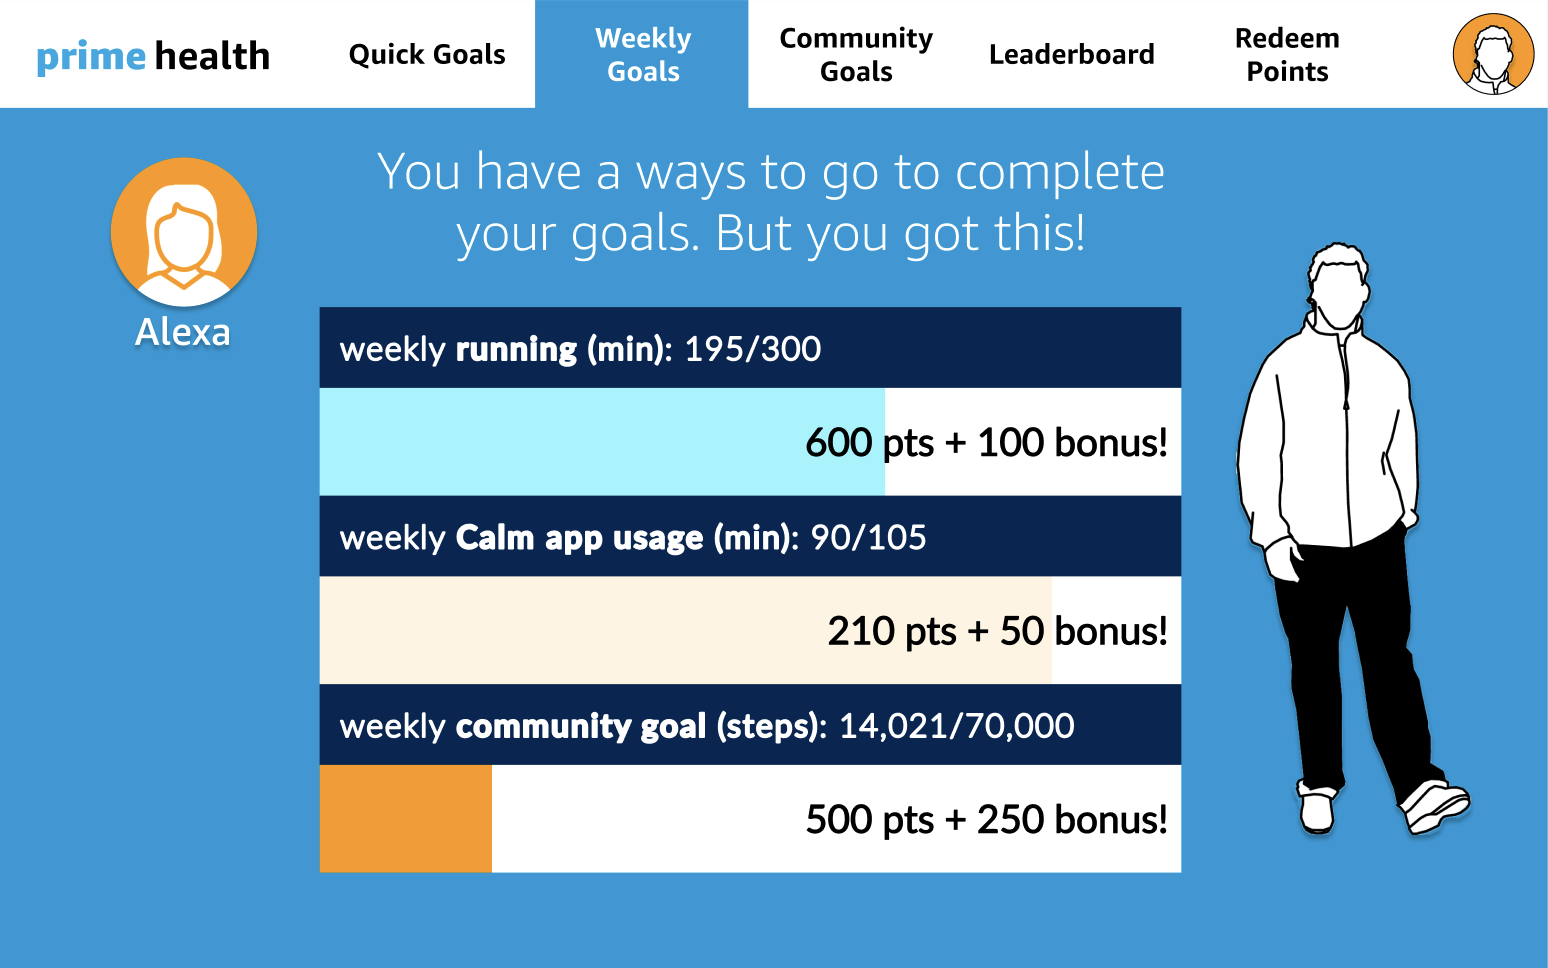 prime health
Quick Goals
Weekly
Goals
Community
Goals
Leaderboard
Redeem
Points
You have a ways to go to complete
your goals. But you got this!
Alexa
weekly running (min): 195/300
600 pts + 100 bonus!
weekly Calm app usage (min): 90/105
210 pts + 50 bonus!
weekly community goal (steps): 14,021/70,000
500 pts + 250 bonus!